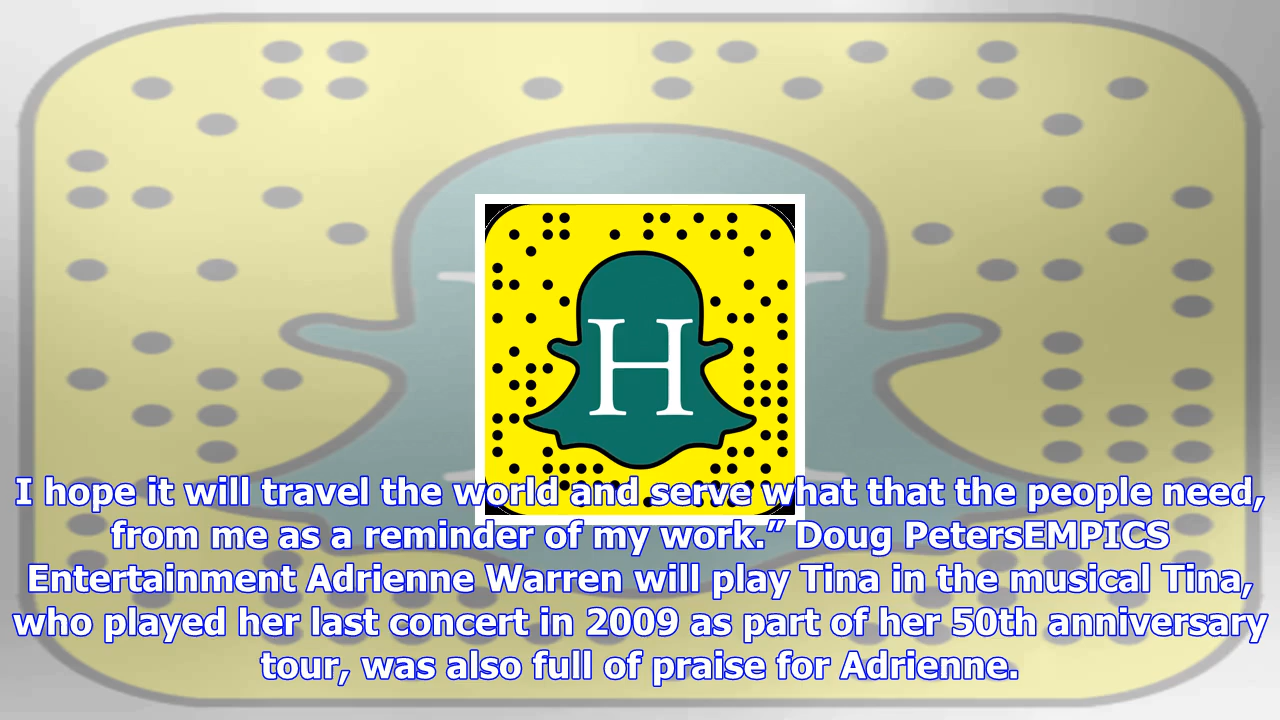 H
I hope it will travel the world and serve what that the people need,
from me as a reminder of my work.” Doug PetersEMPICS
Entertainment Adrienne Warren will play Tina in the musical Tina,
who played her last concert in 2009 as part of her 50th anniversary
tour, was also full of praise for Adrienne.